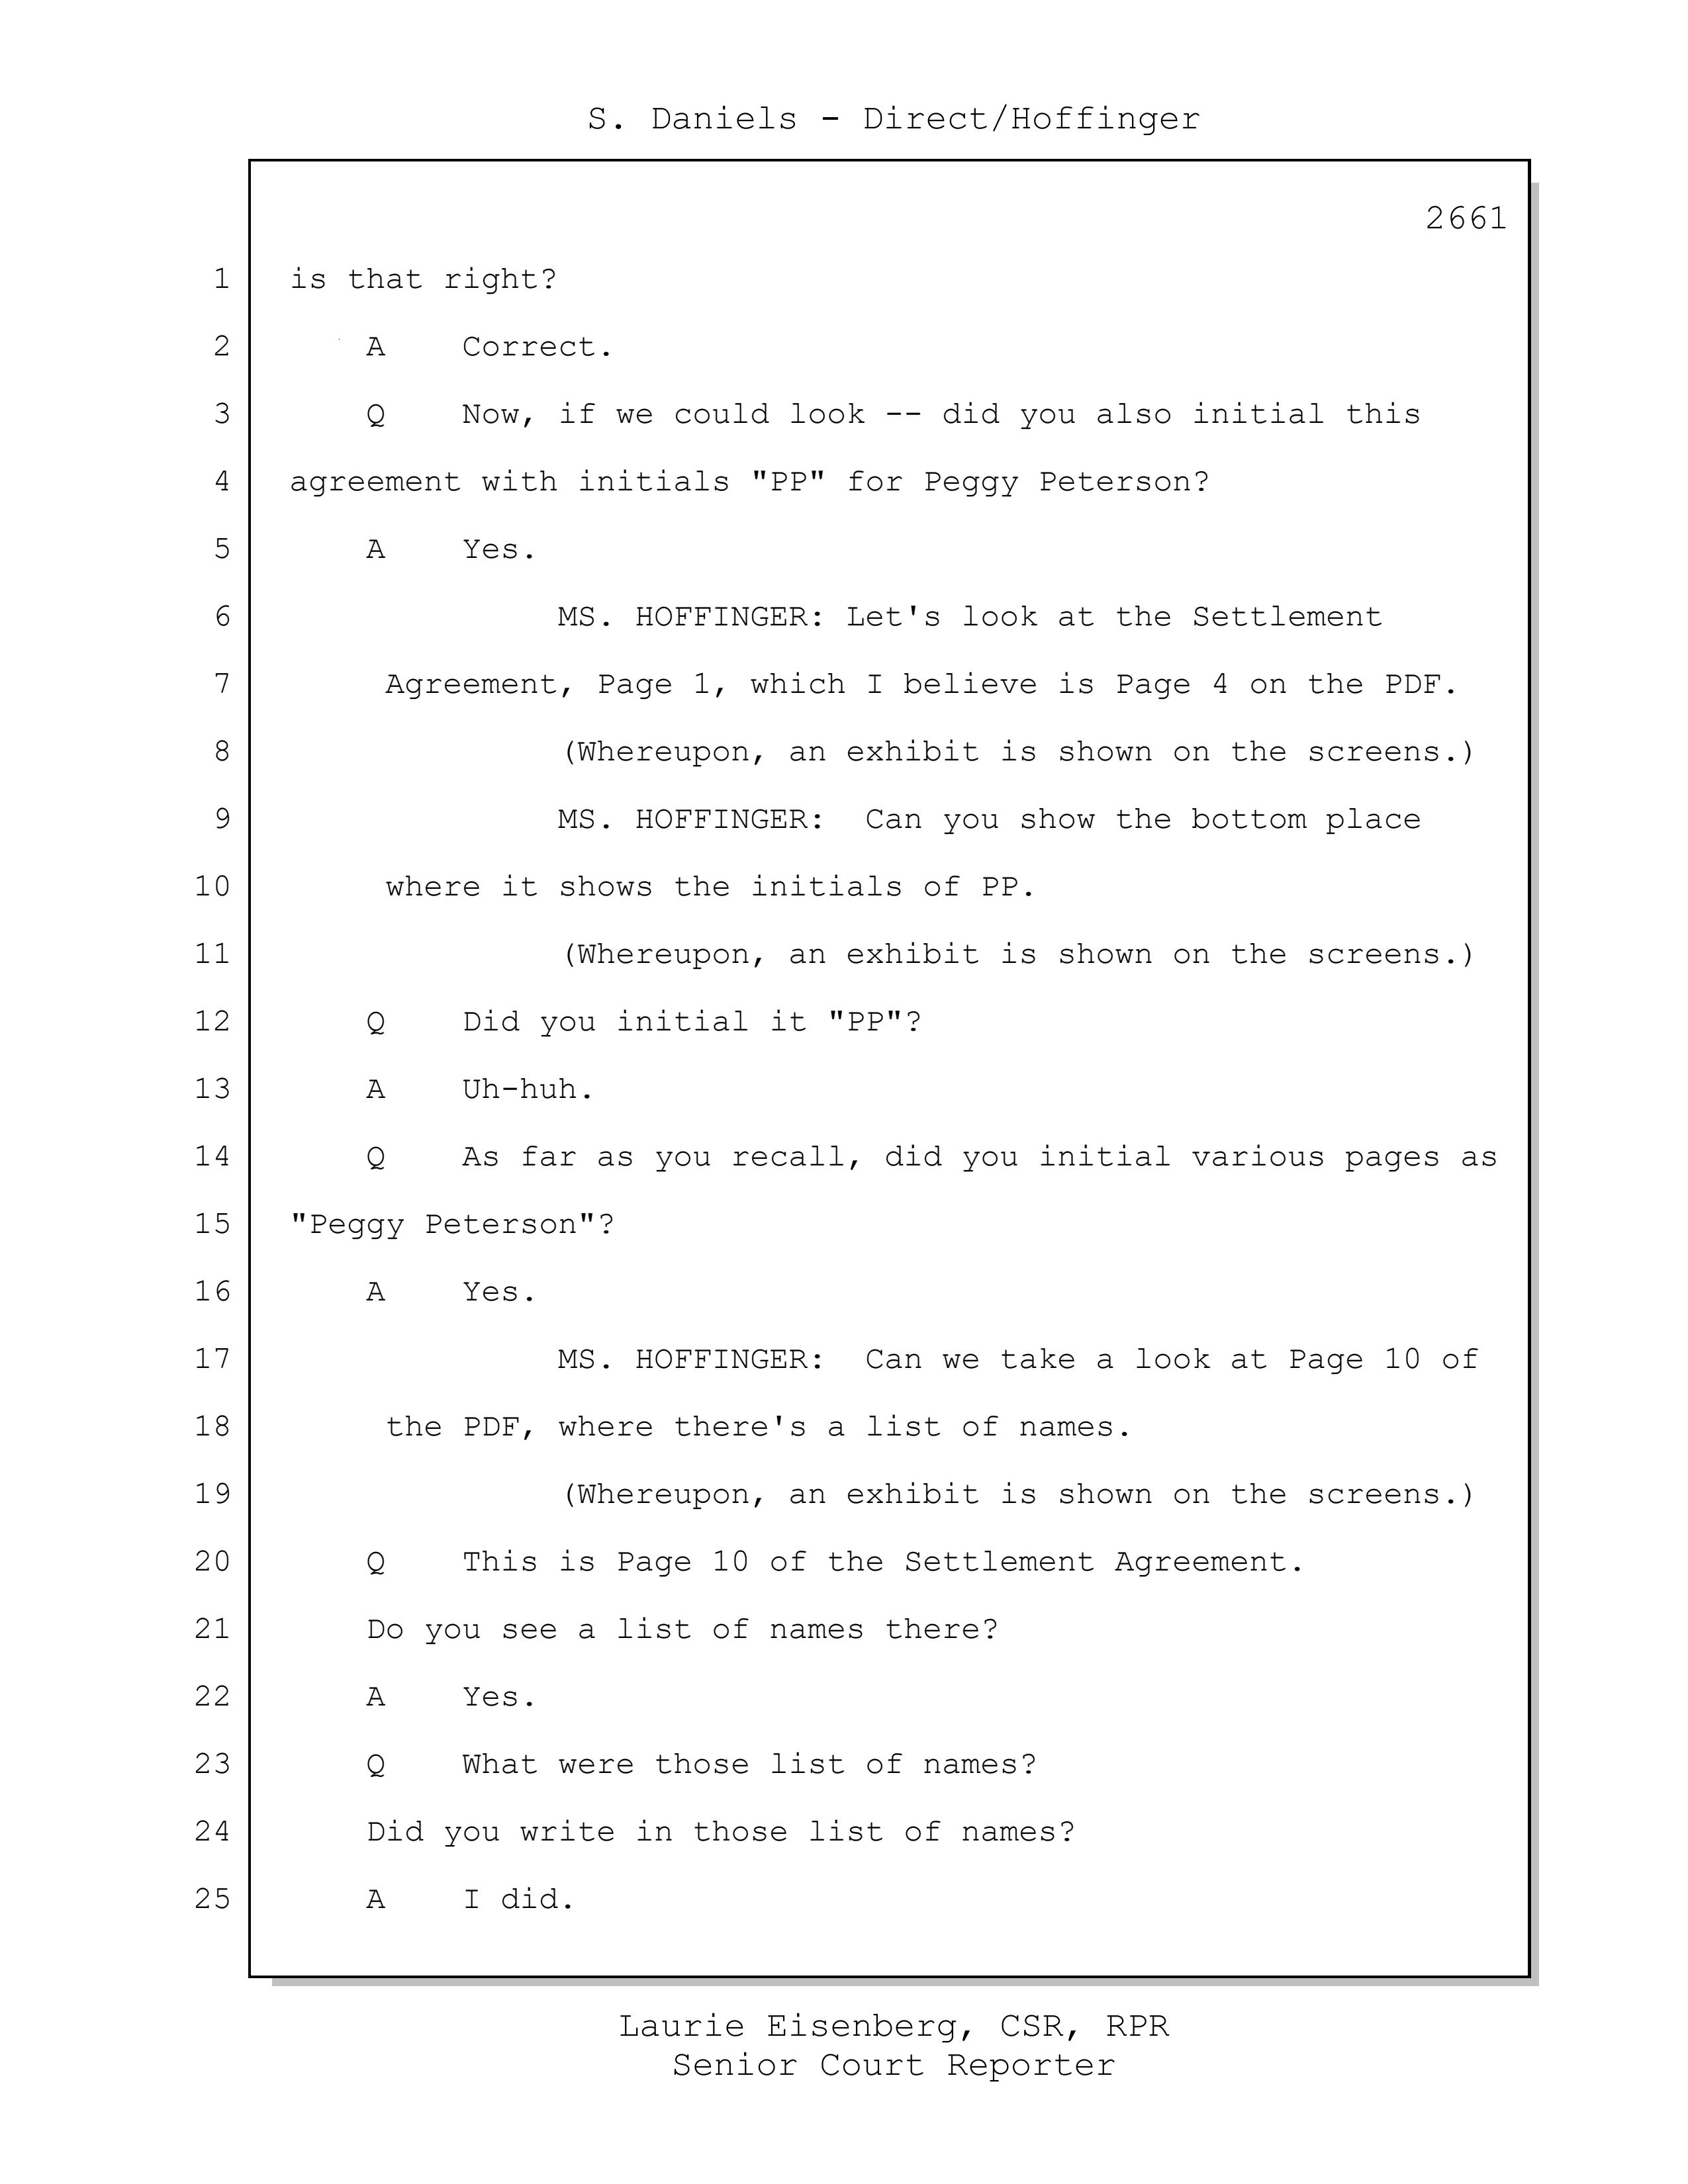 S. Daniels - Direct/Hoffinger
2661
1 is that right?
2 A Correct.
3 Q Now, if we could look -- did you also initial this
4 agreement with initials "PP" for Peggy Peterson?
5 A Yes.
6 MS. HOFFINGER: Let's look at the Settlement
7 Agreement, Page 1, which I believe is Page 4 on the PDF.
8 (Whereupon, an exhibit is shown on the screens.)
9 MS. HOFFINGER: Can you show the bottom place
10 where it shows the initials of PP.
11 (Whereupon, an exhibit is shown on the screens.)
12 Q Did you initial it "PP"?
13 A Uh-huh.
14 Q As far as you recall, did you initial various pages as
15 "Peggy Peterson"?
16 A Yes.
17 MS. HOFFINGER: Can we take a look at Page 10 of
18 the PDF, where there's a list of names.
19 (Whereupon, an exhibit is shown on the screens.)
20 Q This is Page 10 of the Settlement Agreement.
21 Do you see a list of names there?
22 A Yes.
23 Q What were those list of names?
24 Did you write in those list of names?
25 A I did.
Laurie Eisenberg, CSR, RPR
Senior Court Reporter